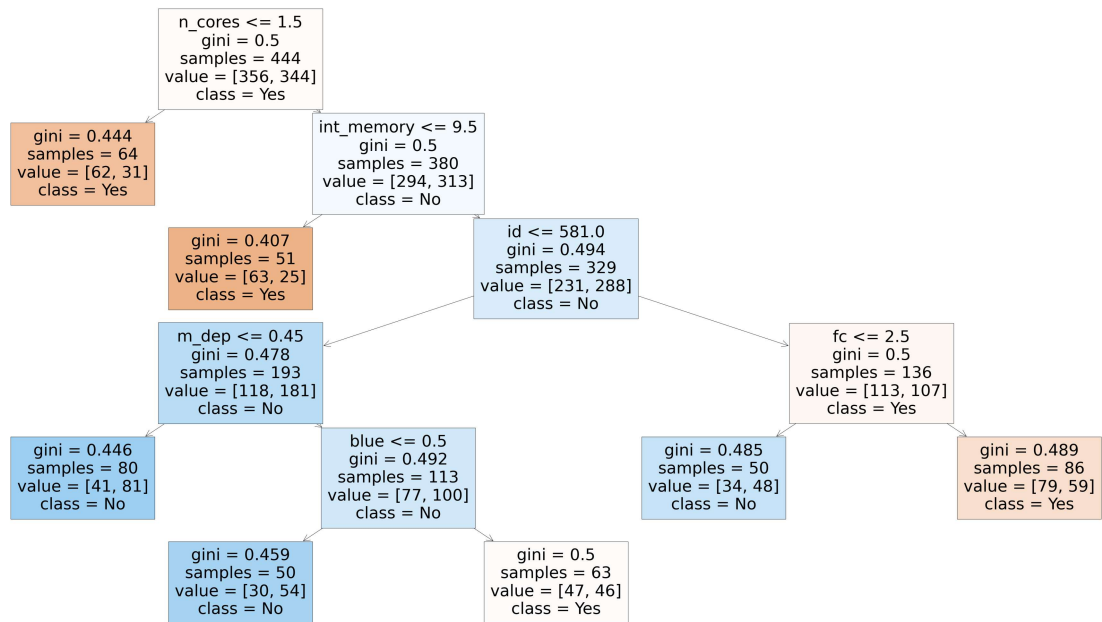 n_cores <= 1.5
gini = 0.5
samples = 444
value = [356, 344]
class = Yes
gini = 0.444
samples = 64
value = [62, 31]
class = Yes
int_memory <= 9.5
gini = 0.5
samples = 380
value = [294, 313]
class = No
gini = 0.407
samples = 51
value = [63, 25]
class = Yes
id <= 581.0
gini = 0.494
samples = 329
value = [231, 288]
class = No
m_dep <= 0.45
gini = 0.478
samples = 193
value = [118, 181]
class = No
fc <= 2.5
gini = 0.5
samples = 136
value = [113, 107]
class = Yes
gini = 0.446
samples = 80
value = [41, 81]
class = No
blue <= 0.5
gini = 0.492
samples = 113
value = [77, 100]
class = No
gini = 0.485
samples = 50
value = [34, 48]
class = No
gini = 0.489
samples = 86
value = [79, 59]
class = Yes
gini = 0.459
samples = 50
value = [30, 54]
class = No
gini = 0.5
samples = 63
value = [47, 46]
class = Yes